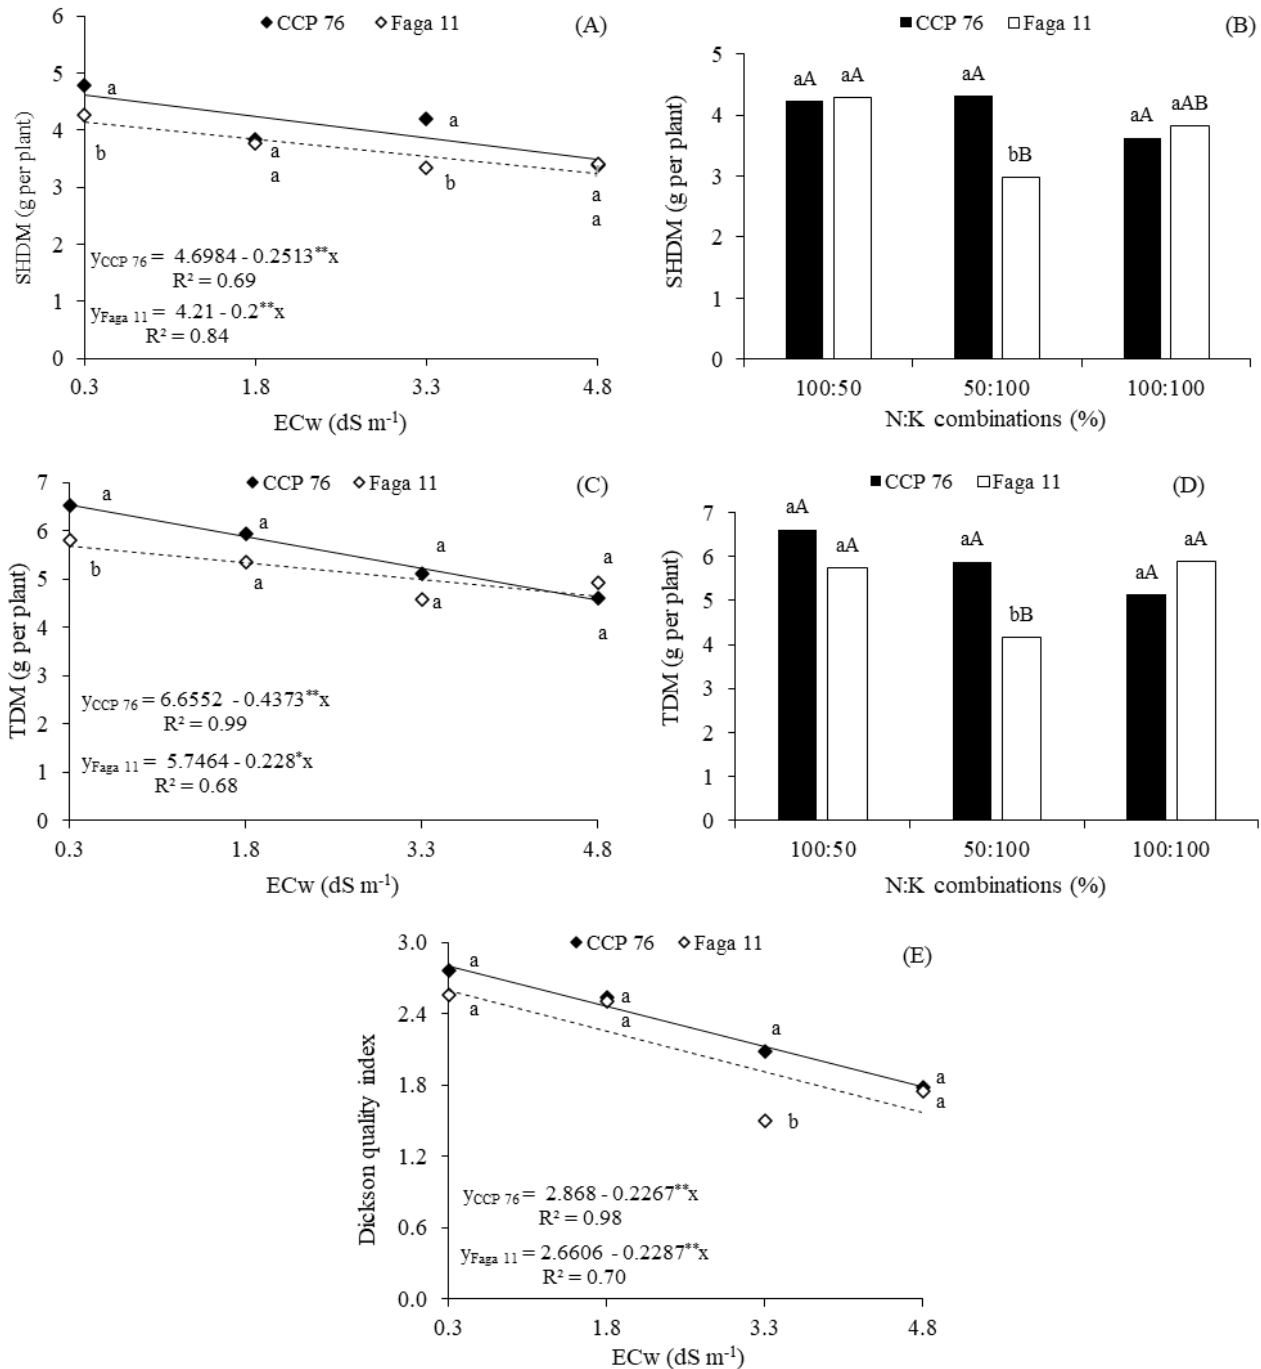 CCP 76 Faga 11 (A)
6
5
4
3
2
1
0
SHDM (g per plant)
a
b
a
a
a
b
a
a
yCCP 76 = 4.6984 - 0.2513**x
R² = 0.69
yFaga 11 = 4.21 - 0.2**x
R² = 0.84
0.3 1.8 3.3 4.8
ECw (dS m-1)
CCP 76 Faga 11 (B)
5
4
3
2
1
0
SHDM (g per plant)
aA aA aA bB aA aAB
100:50 50:100 100:100
N:K combinations (%)
CCP 76 Faga 11 (C)
7
6
5
4
3
2
1
0
TDM (g per plant)
a
b
a
a
a
a
a
a
yCCP 76 = 6.6552 - 0.4373**x
R² = 0.99
yFaga 11 = 5.7464 - 0.228*x
R² = 0.68
0.3 1.8 3.3 4.8
ECw (dS m-1)
CCP 76 Faga 11 (D)
7
6
5
4
3
2
1
0
TDM (g per plant)
aA aA aA bB aA aA
100:50 50:100 100:100
N:K combinations (%)
CCP 76 Faga 11 (E)
3.0
2.4
1.8
1.2
0.6
0.0
Dickson quality index
a
a
a
a
a
b
a
a
yCCP 76 = 2.868 - 0.2267**x
R² = 0.98
yFaga 11 = 2.6606 - 0.2287**x
R² = 0.70
0.3 1.8 3.3 4.8
ECw (dS m-1)